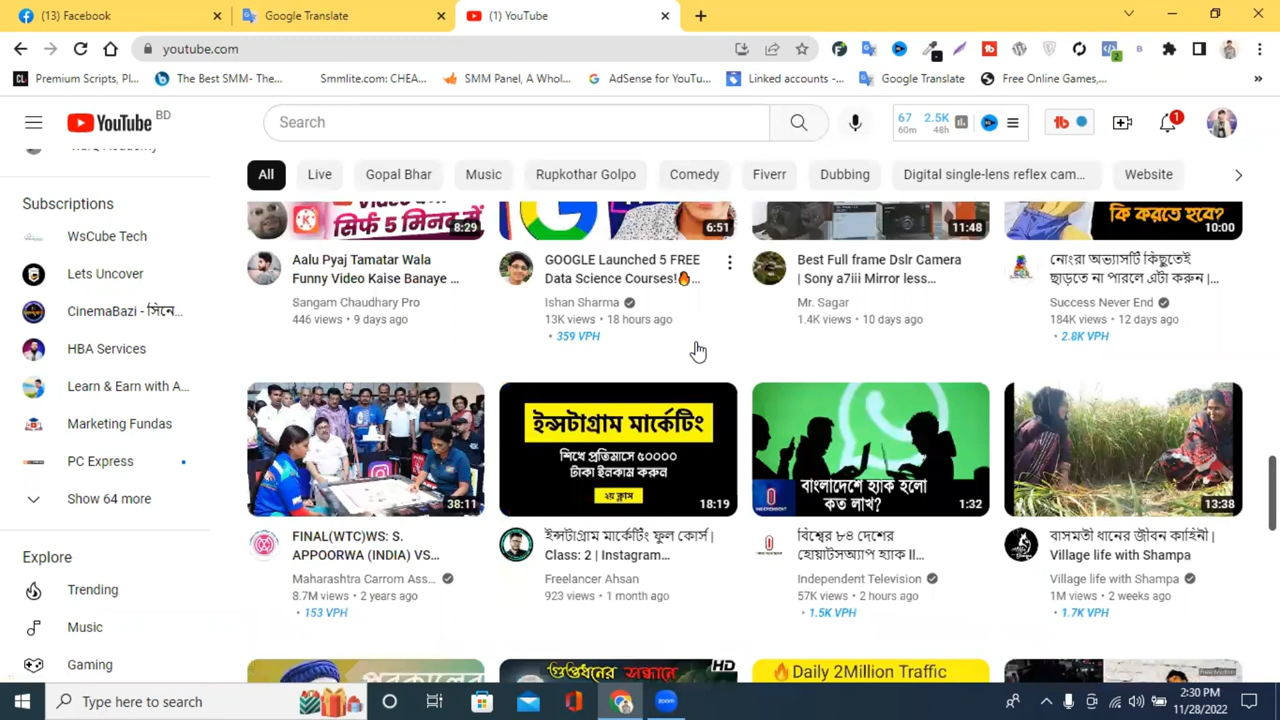 (13) Facebook
Google Translate
(1) YouTube
youtube.com
Premium Scripts, Pl...
The Best SMM- The...
Smmlite.com: CHEA...
SMM Panel, A Whol...
AdSense for YouTu...
Linked accounts -...
Google Translate
Free Online Games,...
YouTube BD
Search
67 60m
2.5K 48h
1
WsCube Tech
Subscriptions
Lets Uncover
CinemaBazi - সিনে...
HBA Services
Learn & Earn with A...
Marketing Fundas
PC Express
Show 64 more
Explore
Trending
Music
Gaming
All
Live
Gopal Bhar
Music
Rupkothar Golpo
Comedy
Fiverr
Dubbing
Digital single-lens reflex cam...
Website
सिर्फ 5 मिनट में
8:29
6:51
11:48
কি করতে হবে?
10:00
Aalu Pyaj Tamatar Wala
Funny Video Kaise Banaye ...
Sangam Chaudhary Pro
446 views • 9 days ago
GOOGLE Launched 5 FREE
Data Science Courses!🔥...
Ishan Sharma
13K views • 18 hours ago
• 359 VPH
Best Full frame Dslr Camera
| Sony a7iii Mirror less...
Mr. Sagar
1.4K views • 10 days ago
নোংরা অভ্যাসটি কিছুতেই
ছাড়তে না পারলে এটা করুন |...
Success Never End
184K views • 12 days ago
• 2.8K VPH
38:11
ইন্সটাগ্রাম মার্কেটিং
শিখে প্রতিমাসে ৫০০০০
টাকা ইনকাম করুন
২য় ক্লাস
18:19
INDEPENDENT
বাংলাদেশে হ্যাক হলো
কত লাখ?
1:32
13:38
FINAL(WTC)WS: S.
APPOORWA (INDIA) VS...
Maharashtra Carrom Ass...
8.7M views • 2 years ago
• 153 VPH
ইন্সটাগ্রাম মার্কেটিং ফুল কোর্স |
Class: 2 | Instagram...
Freelancer Ahsan
923 views • 1 month ago
বিশ্বের ৮৪ দেশের
হোয়াটসঅ্যাপ হ্যাক ll...
Independent Television
57K views • 2 hours ago
• 1.5K VPH
বাসমতী ধানের জীবন কাহিনী |
Village life with Shampa
Village life with Shampa
1M views • 2 weeks ago
• 1.7K VPH
গুপ্তধনের সন্ধানে
HD
Daily 2Million Traffic
Type here to search
zoom
2:30 PM
11/28/2022